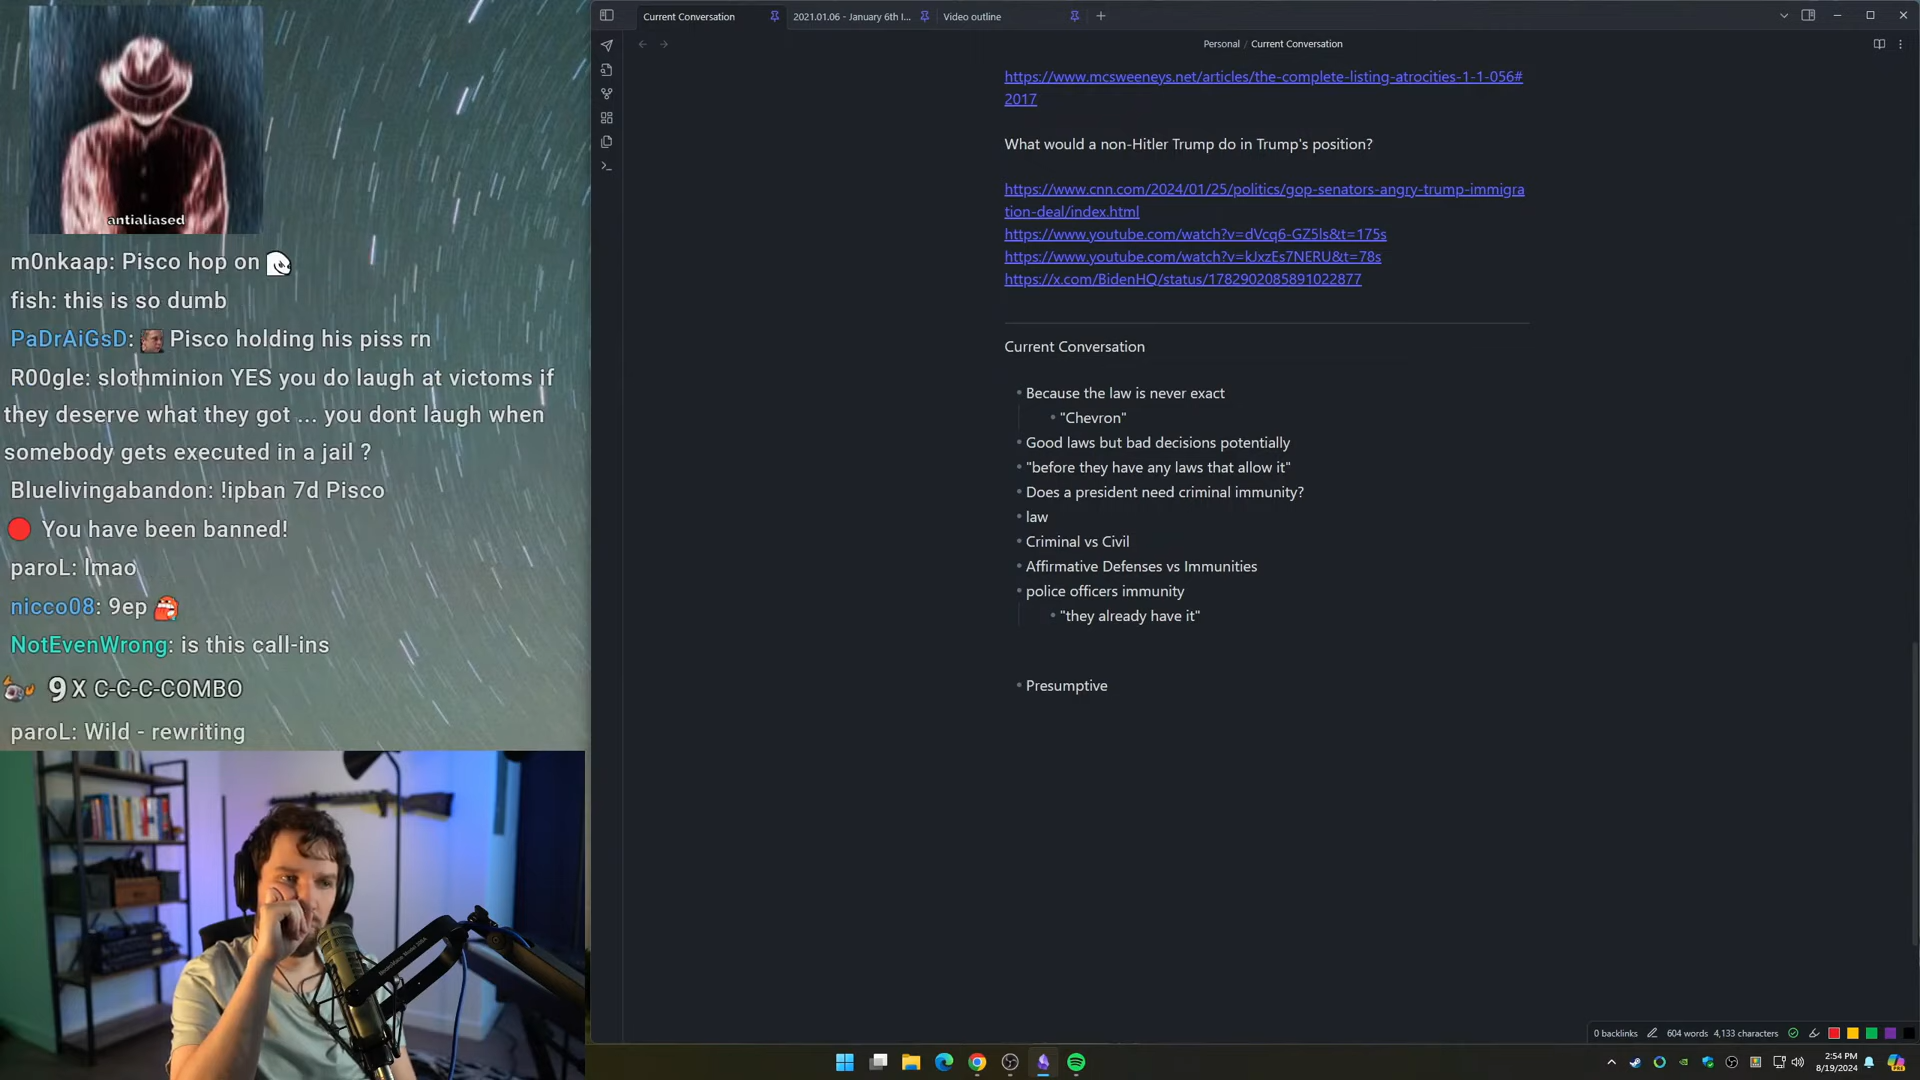 antialiased
m0nkaap: Pisco hop on
fish: this is so dumb
PaDrAiGsD: Pisco holding his piss rn
R00gle: slothminion YES you do laugh at victoms if
they deserve what they got ... you dont laugh when
somebody gets executed in a jail ?
Bluelivingabandon: !ipban 7d Pisco
You have been banned!
paroL: lmao
nicco08: 9ep
NotEvenWrong: is this call-ins
9 X C-C-C-COMBO
paroL: Wild - rewriting
Current Conversation
2021.01.06 - January 6th I...
Video outline
Personal / Current Conversation
https://www.mcsweeneys.net/articles/the-complete-listing-atrocities-1-1-056#
2017
What would a non-Hitler Trump do in Trump's position?
https://www.cnn.com/2024/01/25/politics/gop-senators-angry-trump-immigra
tion-deal/index.html
https://www.youtube.com/watch?v=dVcq6-GZ5ls&t=175s
https://www.youtube.com/watch?v=kJxzEs7NERU&t=78s
https://x.com/BidenHQ/status/1782902085891022877
Current Conversation
Because the law is never exact
"Chevron"
Good laws but bad decisions potentially
"before they have any laws that allow it"
Does a president need criminal immunity?
law
Criminal vs Civil
Affirmative Defenses vs Immunities
police officers immunity
"they already have it"
Presumptive
0 backlinks
604 words 4,133 characters
2:54 PM
8/19/2024